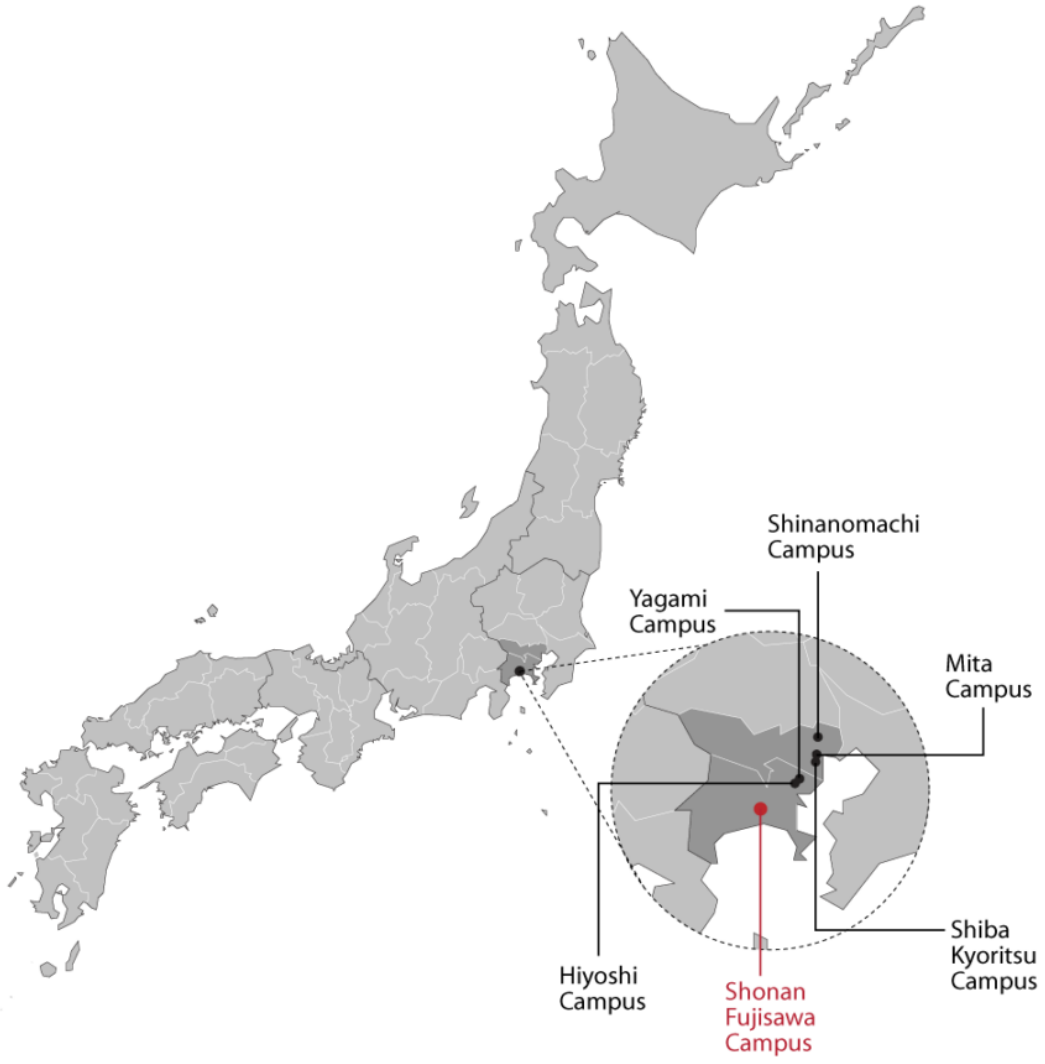 Shinanomachi
Campus
Yagami
Campus
Mita
Campus
Shiba
Kyoritsu
Campus
Hiyoshi
Campus
Shonan
Fujisawa
Campus